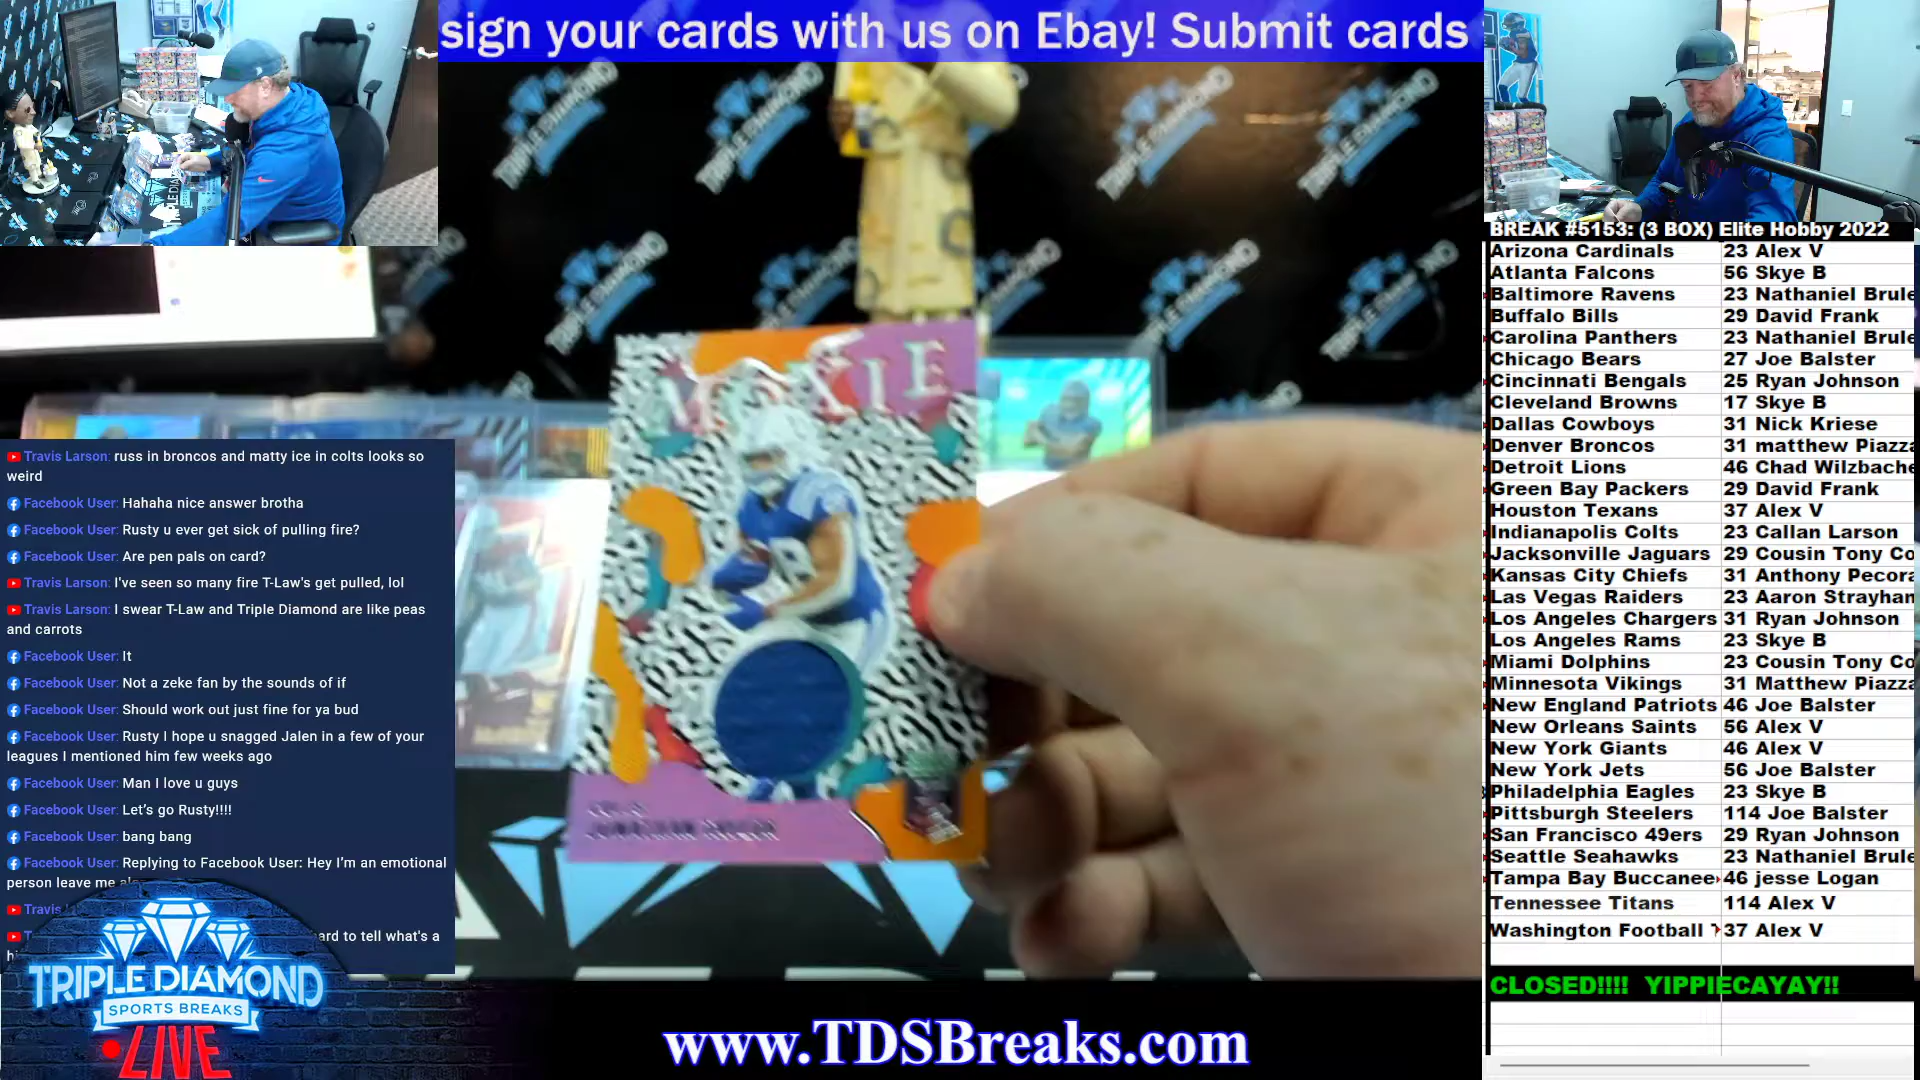 sign your cards with us on Ebay! Submit cards
MOXIE
TRIPLE DIAMOND
Travis Larson: russ in broncos and matty ice in colts looks so
weird
Facebook User: Hahaha nice answer brotha
Facebook User: Rusty u ever get sick of pulling fire?
Facebook User: Are pen pals on card?
Travis Larson: I've seen so many fire T-Law's get pulled, lol
Travis Larson: I swear T-Law and Triple Diamond are like peas
and carrots
Facebook User: It
Facebook User: Not a zeke fan by the sounds of if
Facebook User: Should work out just fine for ya bud
Facebook User: Rusty I hope u snagged Jalen in a few of your
leagues I mentioned him few weeks ago
Facebook User: Man I love u guys
Facebook User: Let's go Rusty!!!!
Facebook User: bang bang
Facebook User: Replying to Facebook User: Hey I'm an emotional
person leave me
Travis
to tell what's a
TRIPLE DIAMOND
SPORTS BREAKS
LIVE
JONATHAN TAYLOR
www.TDSBreaks.com
BREAK #5153: (3 BOX) Elite Hobby 2022
Arizona Cardinals 23 Alex V
Atlanta Falcons 56 Skye B
Baltimore Ravens 23 Nathaniel Brule
Buffalo Bills 29 David Frank
Carolina Panthers 23 Nathaniel Brule
Chicago Bears 27 Joe Balster
Cincinnati Bengals 25 Ryan Johnson
Cleveland Browns 17 Skye B
Dallas Cowboys 31 Nick Kriese
Denver Broncos 31 matthew Piazza
Detroit Lions 46 Chad Wilzbache
Green Bay Packers 29 David Frank
Houston Texans 37 Alex V
Indianapolis Colts 23 Callan Larson
Jacksonville Jaguars 29 Cousin Tony Co
Kansas City Chiefs 31 Anthony Pecora
Las Vegas Raiders 23 Aaron Strayhan
Los Angeles Chargers 31 Ryan Johnson
Los Angeles Rams 23 Skye B
Miami Dolphins 23 Cousin Tony Co
Minnesota Vikings 31 Matthew Piazza
New England Patriots 46 Joe Balster
New Orleans Saints 56 Alex V
New York Giants 46 Alex V
New York Jets 56 Joe Balster
Philadelphia Eagles 23 Skye B
Pittsburgh Steelers 114 Joe Balster
San Francisco 49ers 29 Ryan Johnson
Seattle Seahawks 23 Nathaniel Brule
Tampa Bay Buccanee 46 jesse Logan
Tennessee Titans 114 Alex V
Washington Football 37 Alex V
CLOSED!!!! YIPPIECAYAY!!